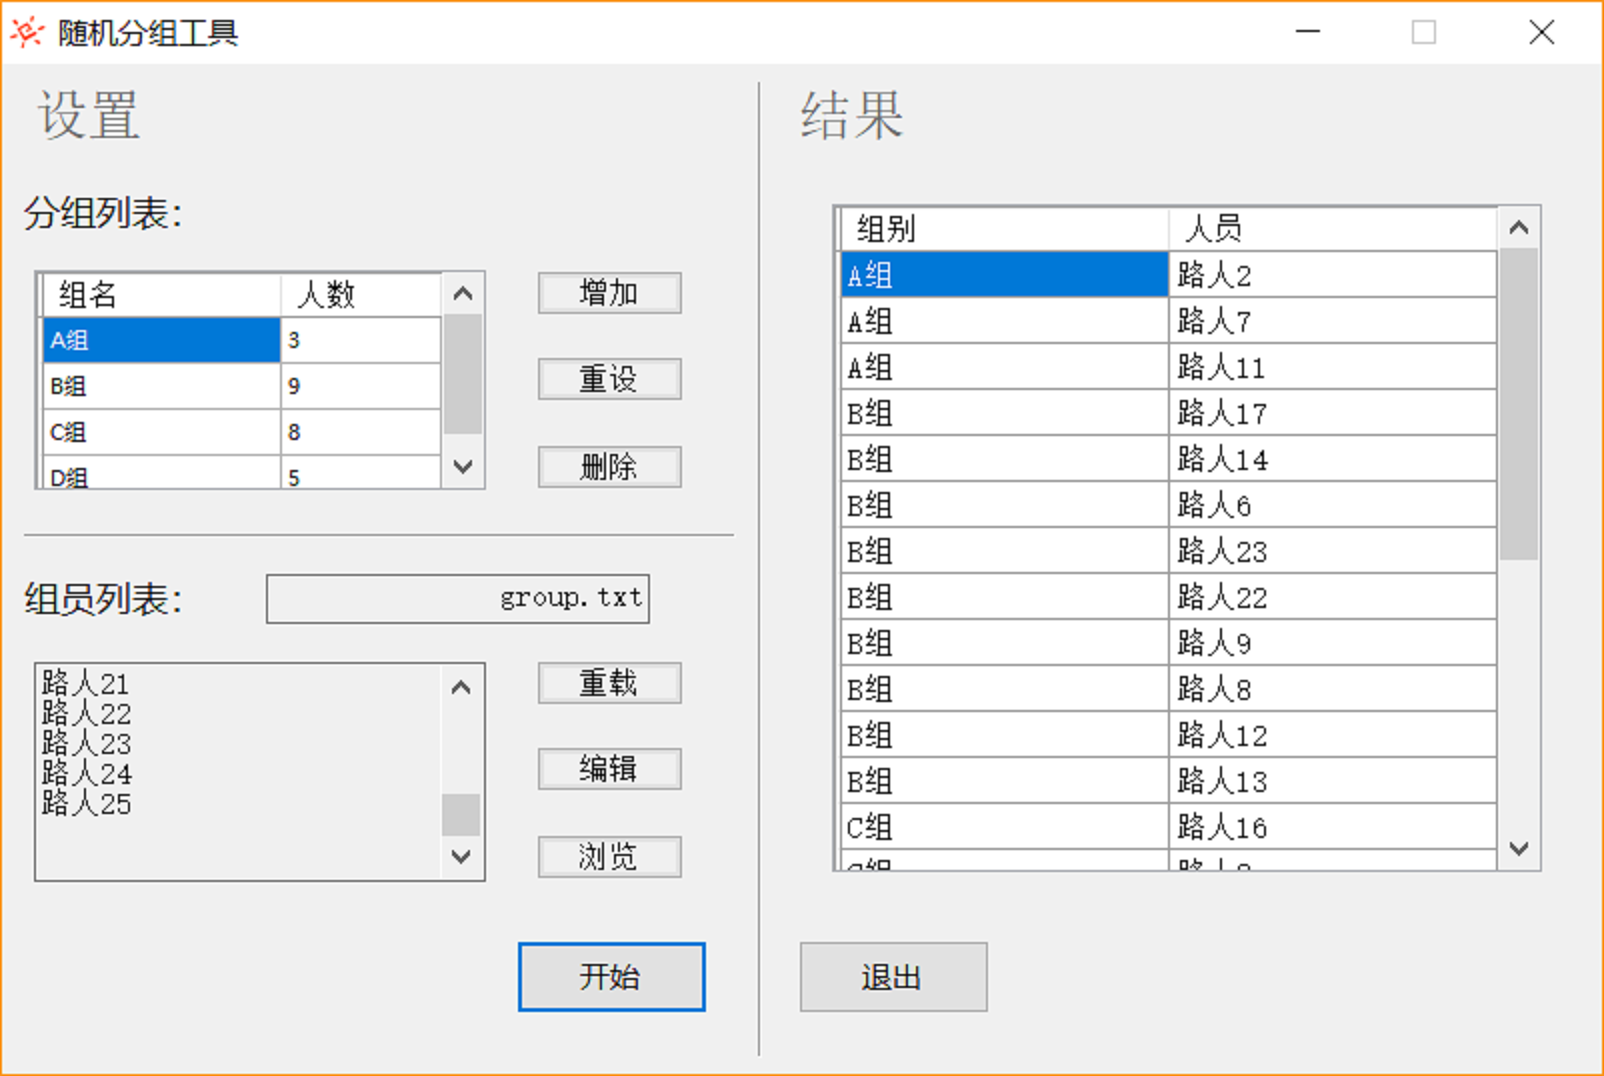 随机分组工具
设置
分组列表：
组名 人数
A组 3
B组 9
C组 8
D组 5
增加
重设
删除
组员列表：
group.txt
路人21
路人22
路人23
路人24
路人25
重载
编辑
浏览
开始
结果
组别 人员
A组 路人2
A组 路人7
A组 路人11
B组 路人17
B组 路人14
B组 路人6
B组 路人23
B组 路人22
B组 路人9
B组 路人8
B组 路人12
B组 路人13
C组 路人16
退出